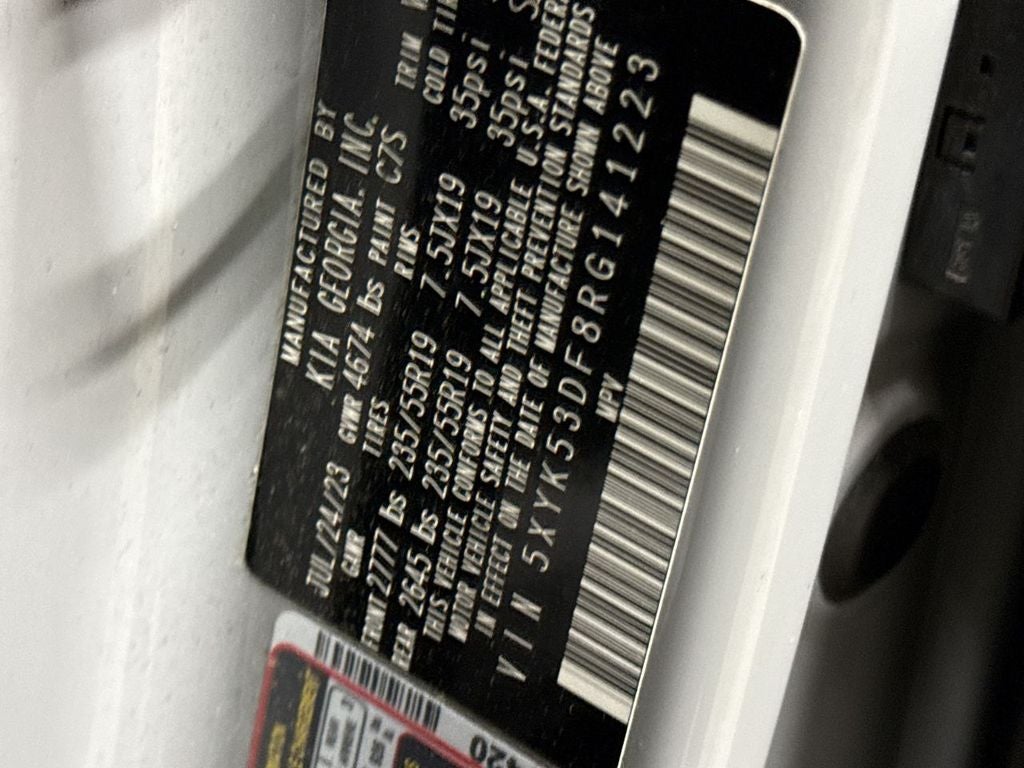 MANUFACTURED BY
JUL/24/23 KIA GEORGIA. INC.
GVWR 4674 lbs PAINT C7S TRIM
TIRES RIMS COLD
FRONT 2777 lbs 235/55R19 7.5JX19 35psi
REAR 2645 lbs 235/55R19 7.5JX19 35psi
THIS VEHICLE CONFORMS TO ALL APPLICABLE U.S.A. FEDERA
MOTOR VEHICLE SAFETY AND THEFT PREVENTION STANDARDS
IN EFFECT ON THE DATE OF MANUFACTURE SHOWN ABOVE
VIN 5XYK53DF8RG141223
MPV
420